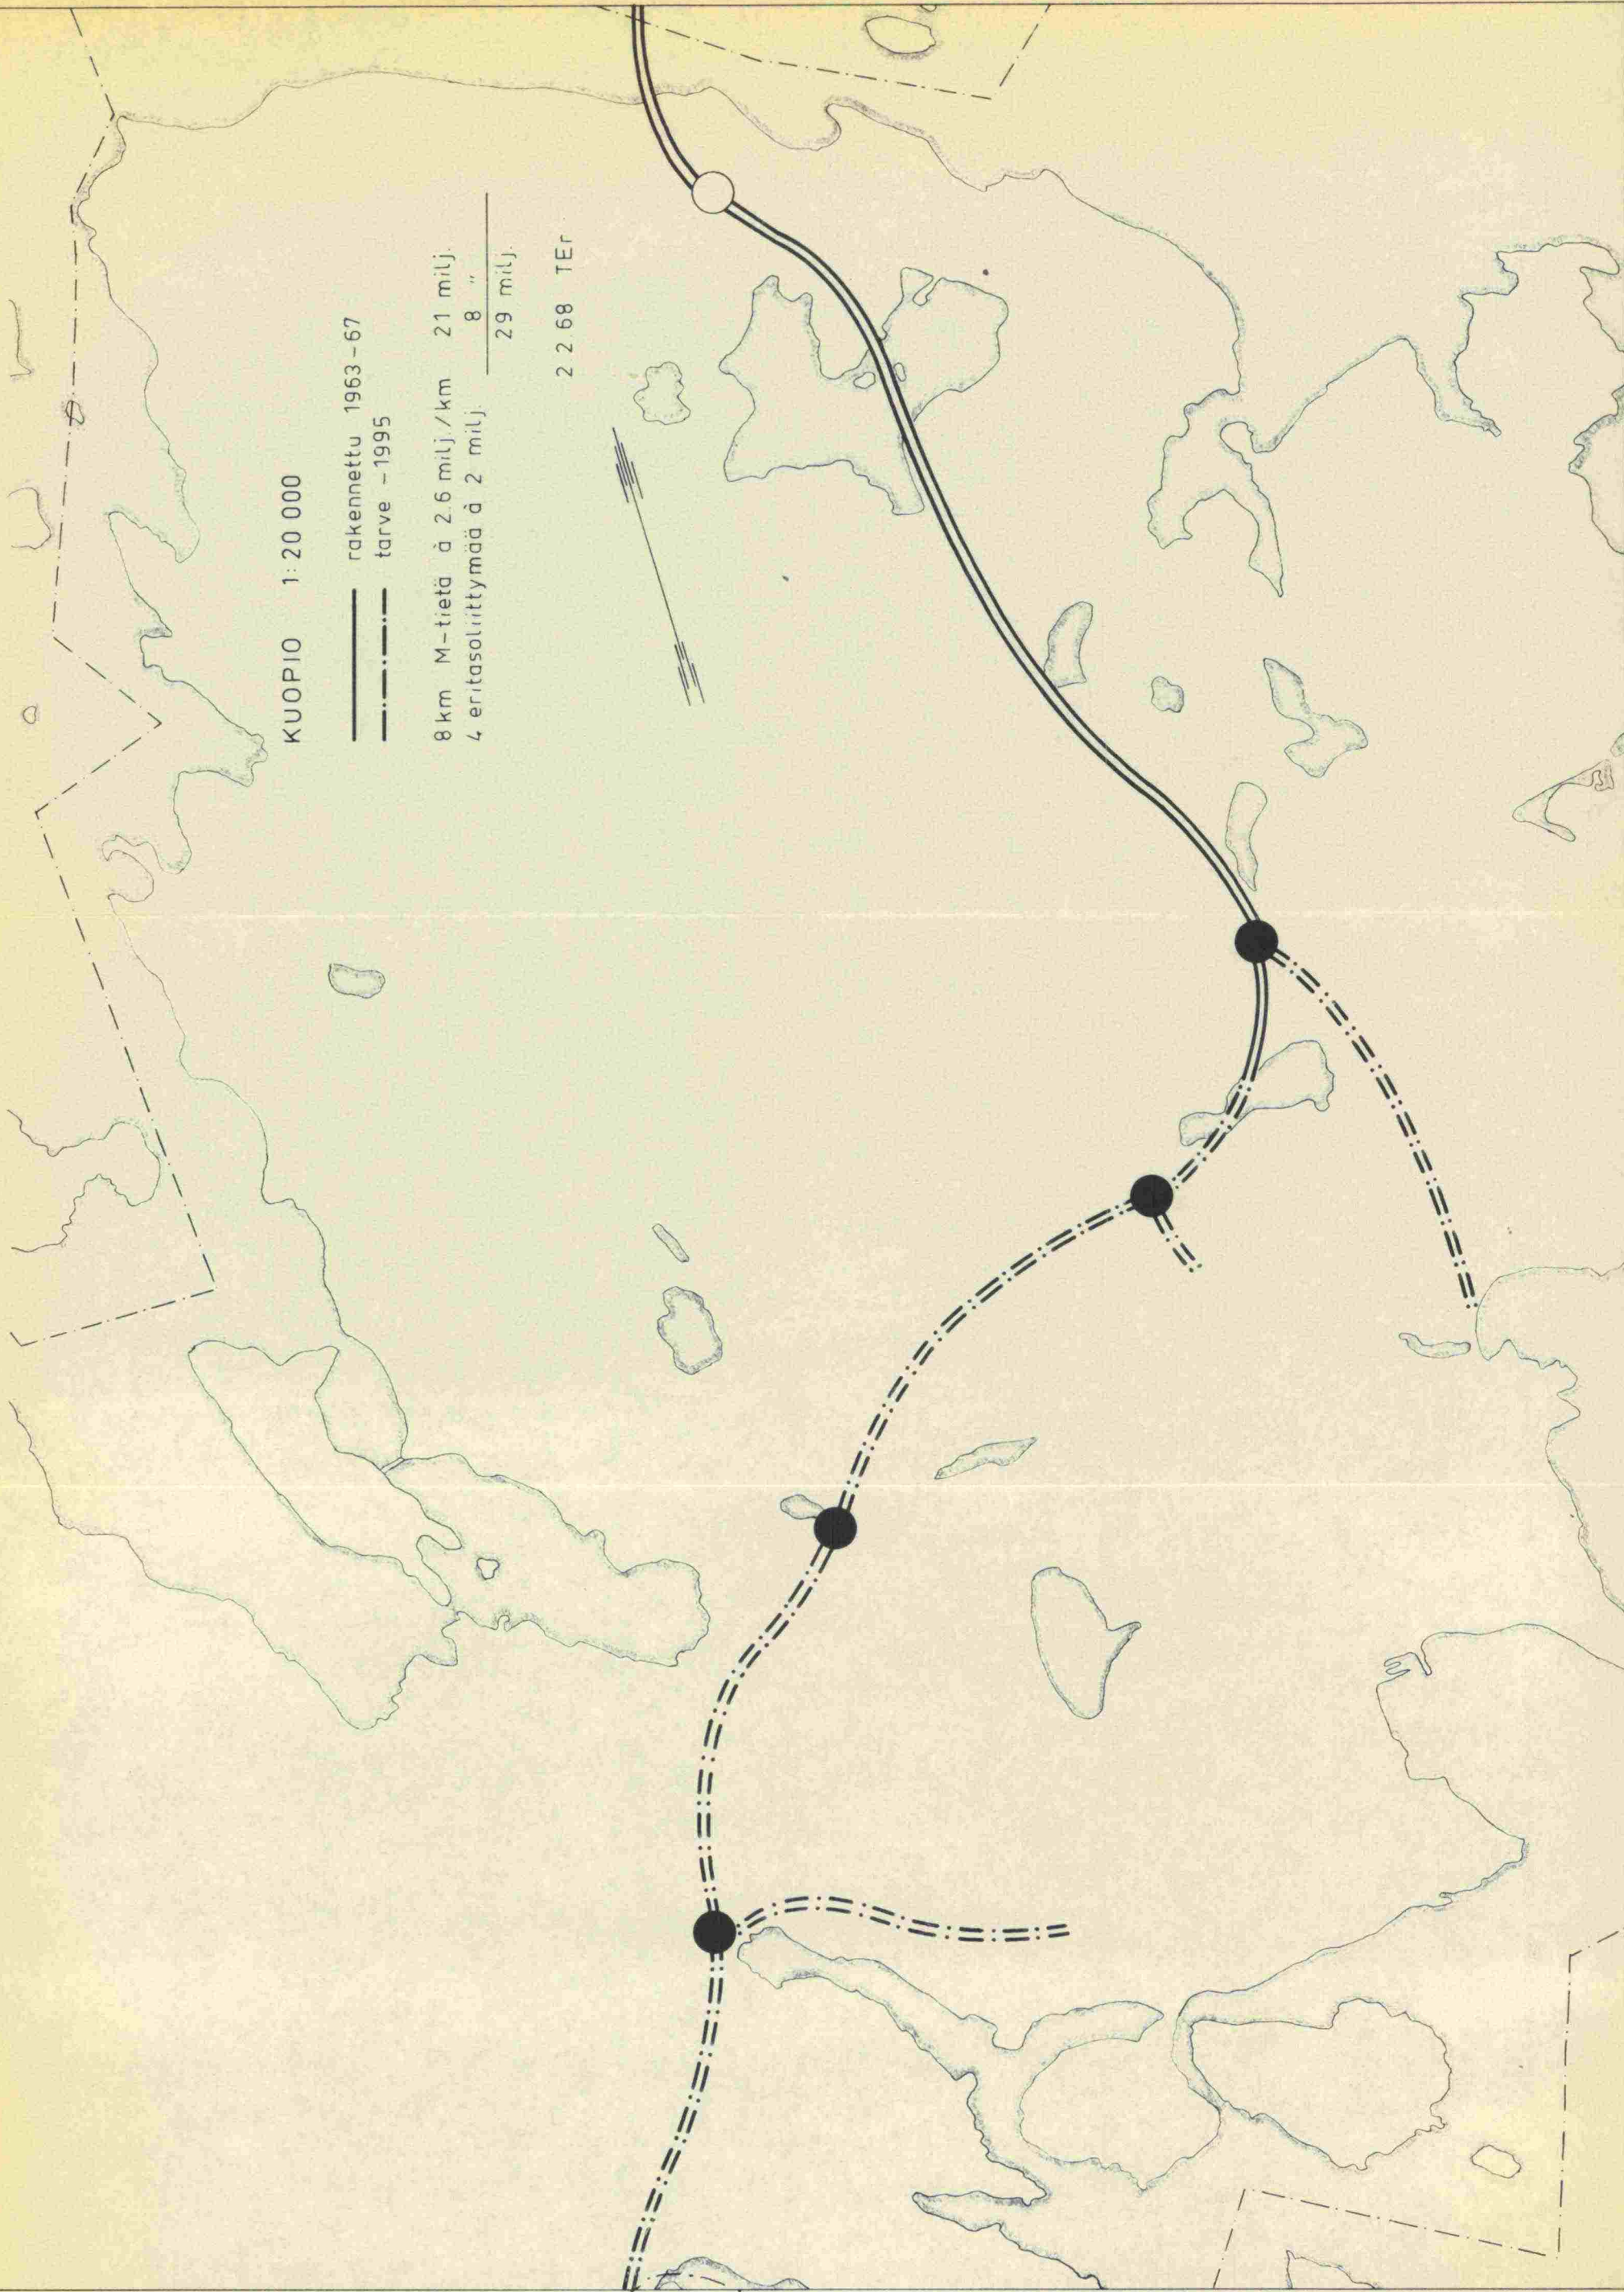 KUOPIO 1:20 000
rakennettu 1963-67
tarve -1995
8 km M-tietä à 2.6 milj./km 21 milj.
4 eritasoliittymää à 2 milj. 8 "
29 milj.
2 2 68 TEr